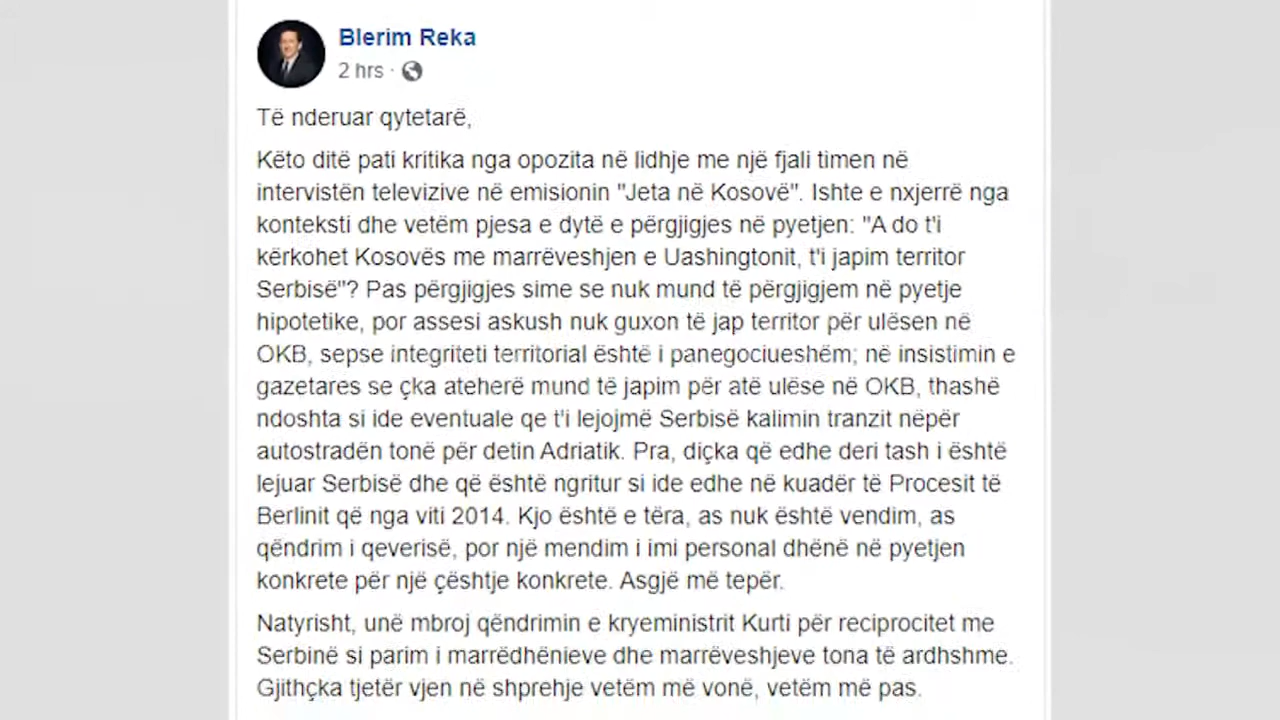 Blerim Reka
2 hrs ·
Të nderuar qytetarë,
Këto ditë pati kritika nga opozita në lidhje me një fjali timen në
intervistën televizive në emisionin "Jeta në Kosovë". Ishte e nxjerrë nga
konteksti dhe vetëm pjesa e dytë e përgjigjes në pyetjen: "A do t'i
kërkohet Kosovës me marrëveshjen e Uashingtonit, t'i japim territor
Serbisë"? Pas përgjigjes sime se nuk mund të përgjigjem në pyetje
hipotetike, por assesi askush nuk guxon të jap territor për ulësen në
OKB, sepse integriteti territorial është i panegociueshëm; në insistimin e
gazetares se çka ateherë mund të japim për atë ulëse në OKB, thashë
ndoshta si ide eventuale qe t'i lejojmë Serbisë kalimin tranzit nëpër
autostradën tonë për detin Adriatik. Pra, diçka që edhe deri tash i është
lejuar Serbisë dhe që është ngritur si ide edhe në kuadër të Procesit të
Berlinit që nga viti 2014. Kjo është e tëra, as nuk është vendim, as
qëndrim i qeverisë, por një mendim i imi personal dhënë në pyetjen
konkrete për një çështje konkrete. Asgjë më tepër.
Natyrisht, unë mbroj qëndrimin e kryeministrit Kurti për reciprocitet me
Serbinë si parim i marrëdhënieve dhe marrëveshjeve tona të ardhshme.
Gjithçka tjetër vjen në shprehje vetëm më vonë, vetëm më pas.